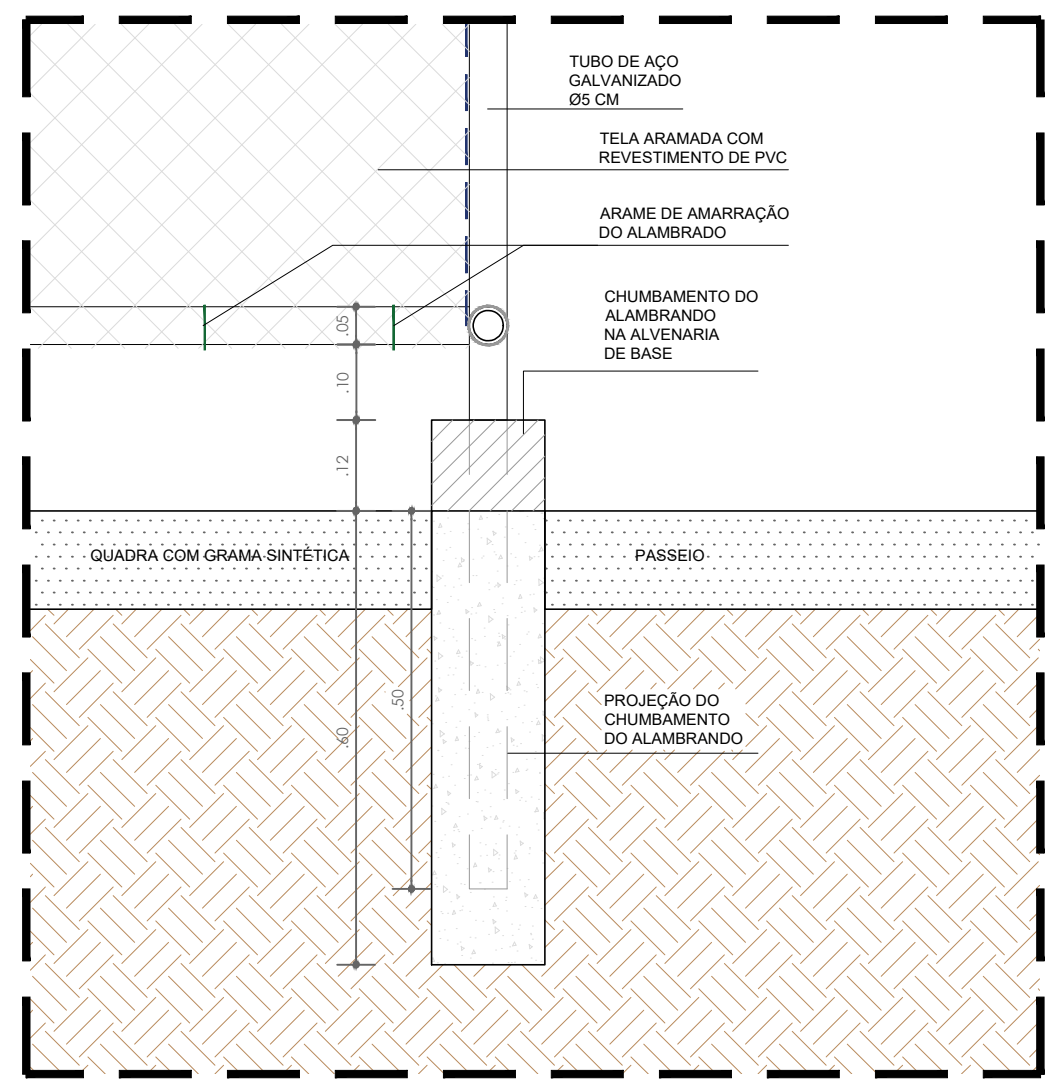 TUBO DE AÇO
GALVANIZADO
Ø5 CM
TELA ARAMADA COM
REVESTIMENTO DE PVC
ARAME DE AMARRAÇÃO
DO ALAMBRADO
CHUMBAMENTO DO
ALAMBRANDO
NA ALVENARIA
DE BASE
.05
.10
.12
QUADRA COM GRAMA SINTÉTICA
PASSEIO
.50
.60
PROJEÇÃO DO
CHUMBAMENTO
DO ALAMBRANDO